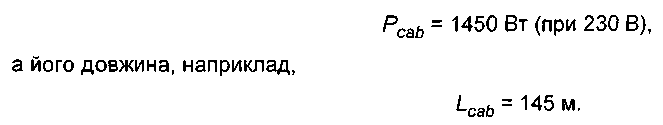 P_cab = 1450 Вт (при 230 В),
а його довжина, наприклад,
L_cab = 145 м.